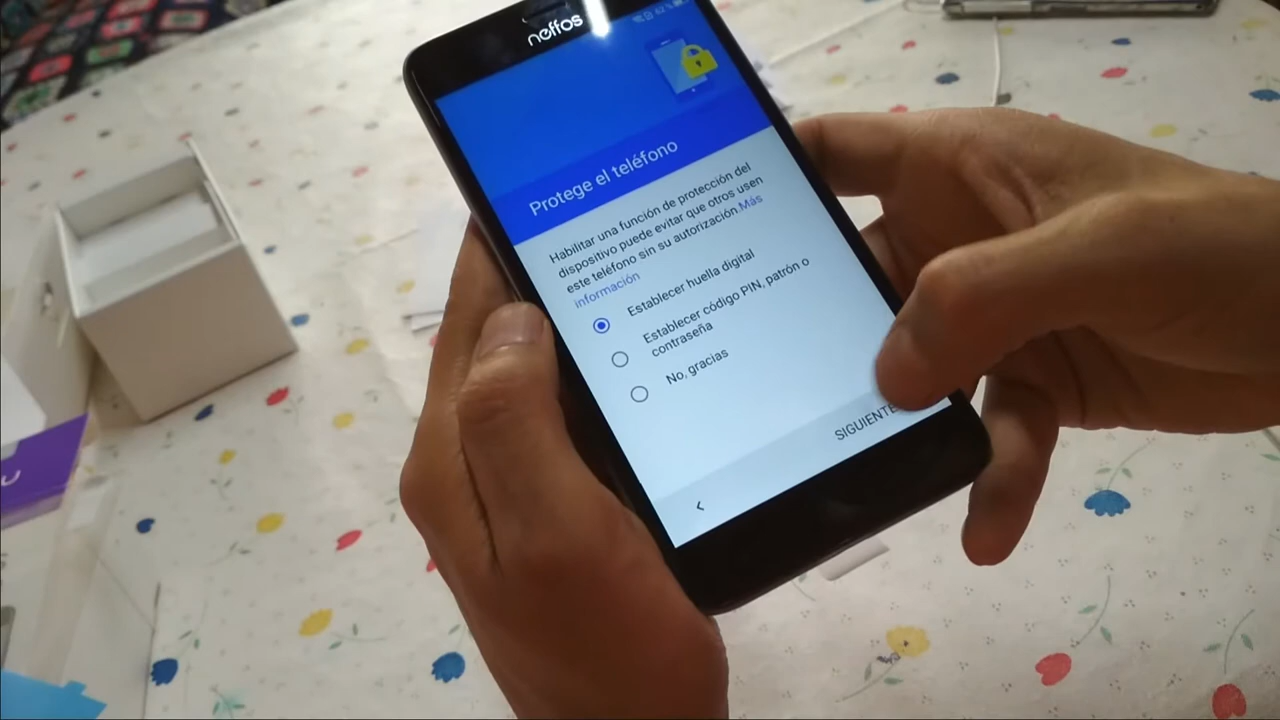 neffos
62 %
Protege el teléfono
Habilitar una función de protección del
dispositivo puede evitar que otros usen
este teléfono sin su autorización.Más
información
Establecer huella digital
Establecer código PIN, patrón o
contraseña
No, gracias
SIGUIENTE